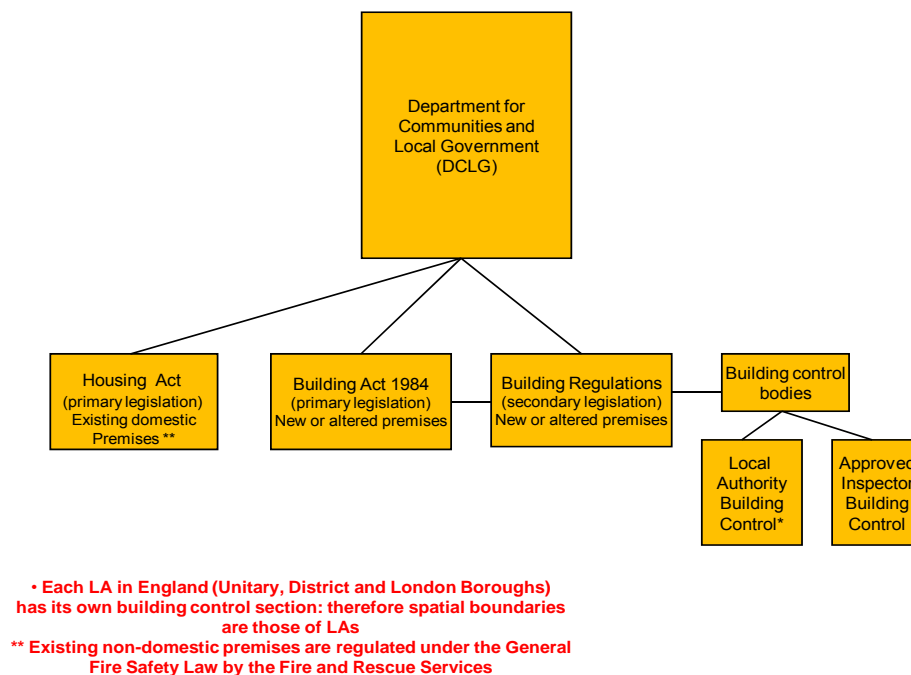 Department for
Communities and
Local Government
(DCLG)
Housing Act
(primary legislation)
Existing domestic
Premises **
Building Act 1984
(primary legislation)
New or altered premises
Building Regulations
(secondary legislation)
New or altered premises
Building control
bodies
Local
Authority
Building
Control*
Approved
Inspector
Building
Control
• Each LA in England (Unitary, District and London Boroughs)
has its own building control section: therefore spatial boundaries
are those of LAs
** Existing non-domestic premises are regulated under the General
Fire Safety Law by the Fire and Rescue Services